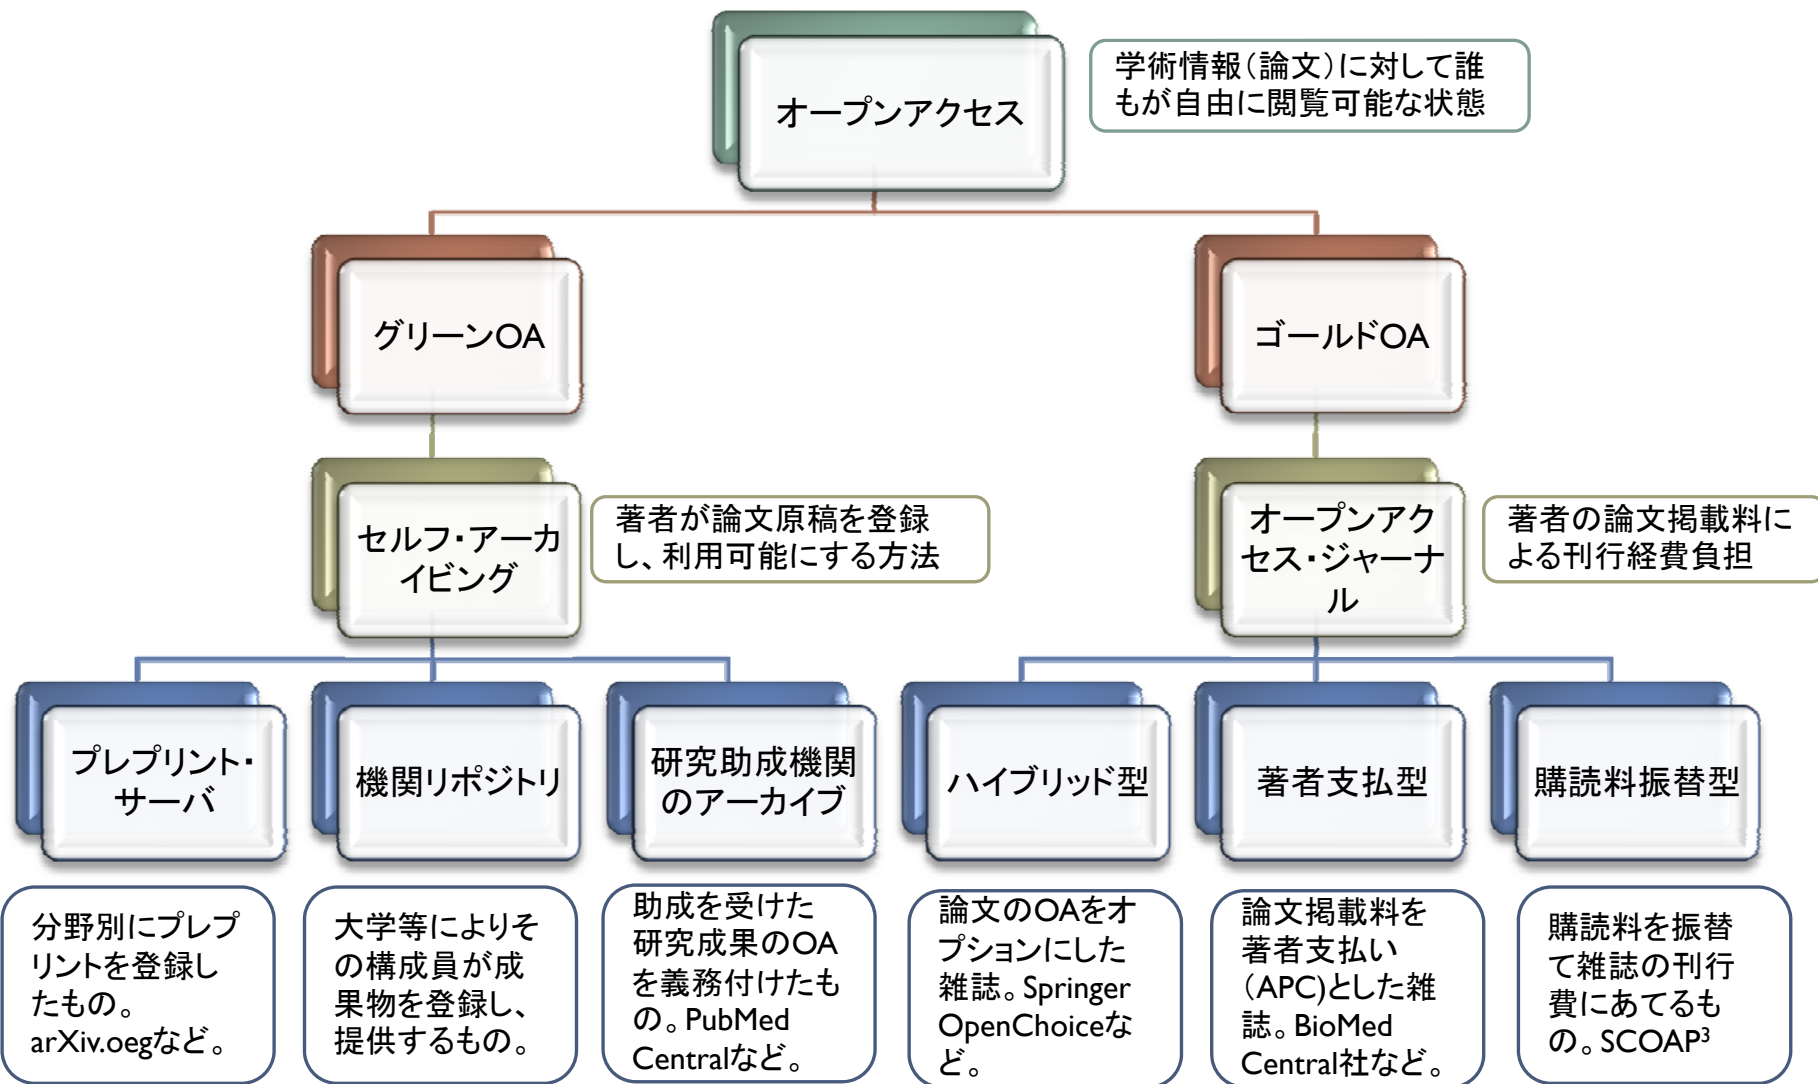 オープンアクセス
学術情報(論文)に対して誰
もが自由に閲覧可能な状態
グリーンOA
ゴールドOA
セルフ・アーカ
イビング
著者が論文原稿を登録
し、利用可能にする方法
オープンアク
セス・ジャーナ
ル
著者の論文掲載料に
よる刊行経費負担
プレプリント・
サーバ
機関リポジトリ
研究助成機関
のアーカイブ
ハイブリッド型
著者支払型
購読料振替型
分野別にプレプ
リントを登録し
たもの。
arXiv.oegなど。
大学等によりそ
の構成員が成
果物を登録し、
提供するもの。
助成を受けた
研究成果のOA
を義務付けたも
の。PubMed
Centralなど。
論文のOAをオ
プションにした
雑誌。Springer
OpenChoiceな
ど。
論文掲載料を
著者支払い
(APC)とした雑
誌。BioMed
Central社など。
購読料を振替
て雑誌の刊行
費にあてるも
の。SCOAP³